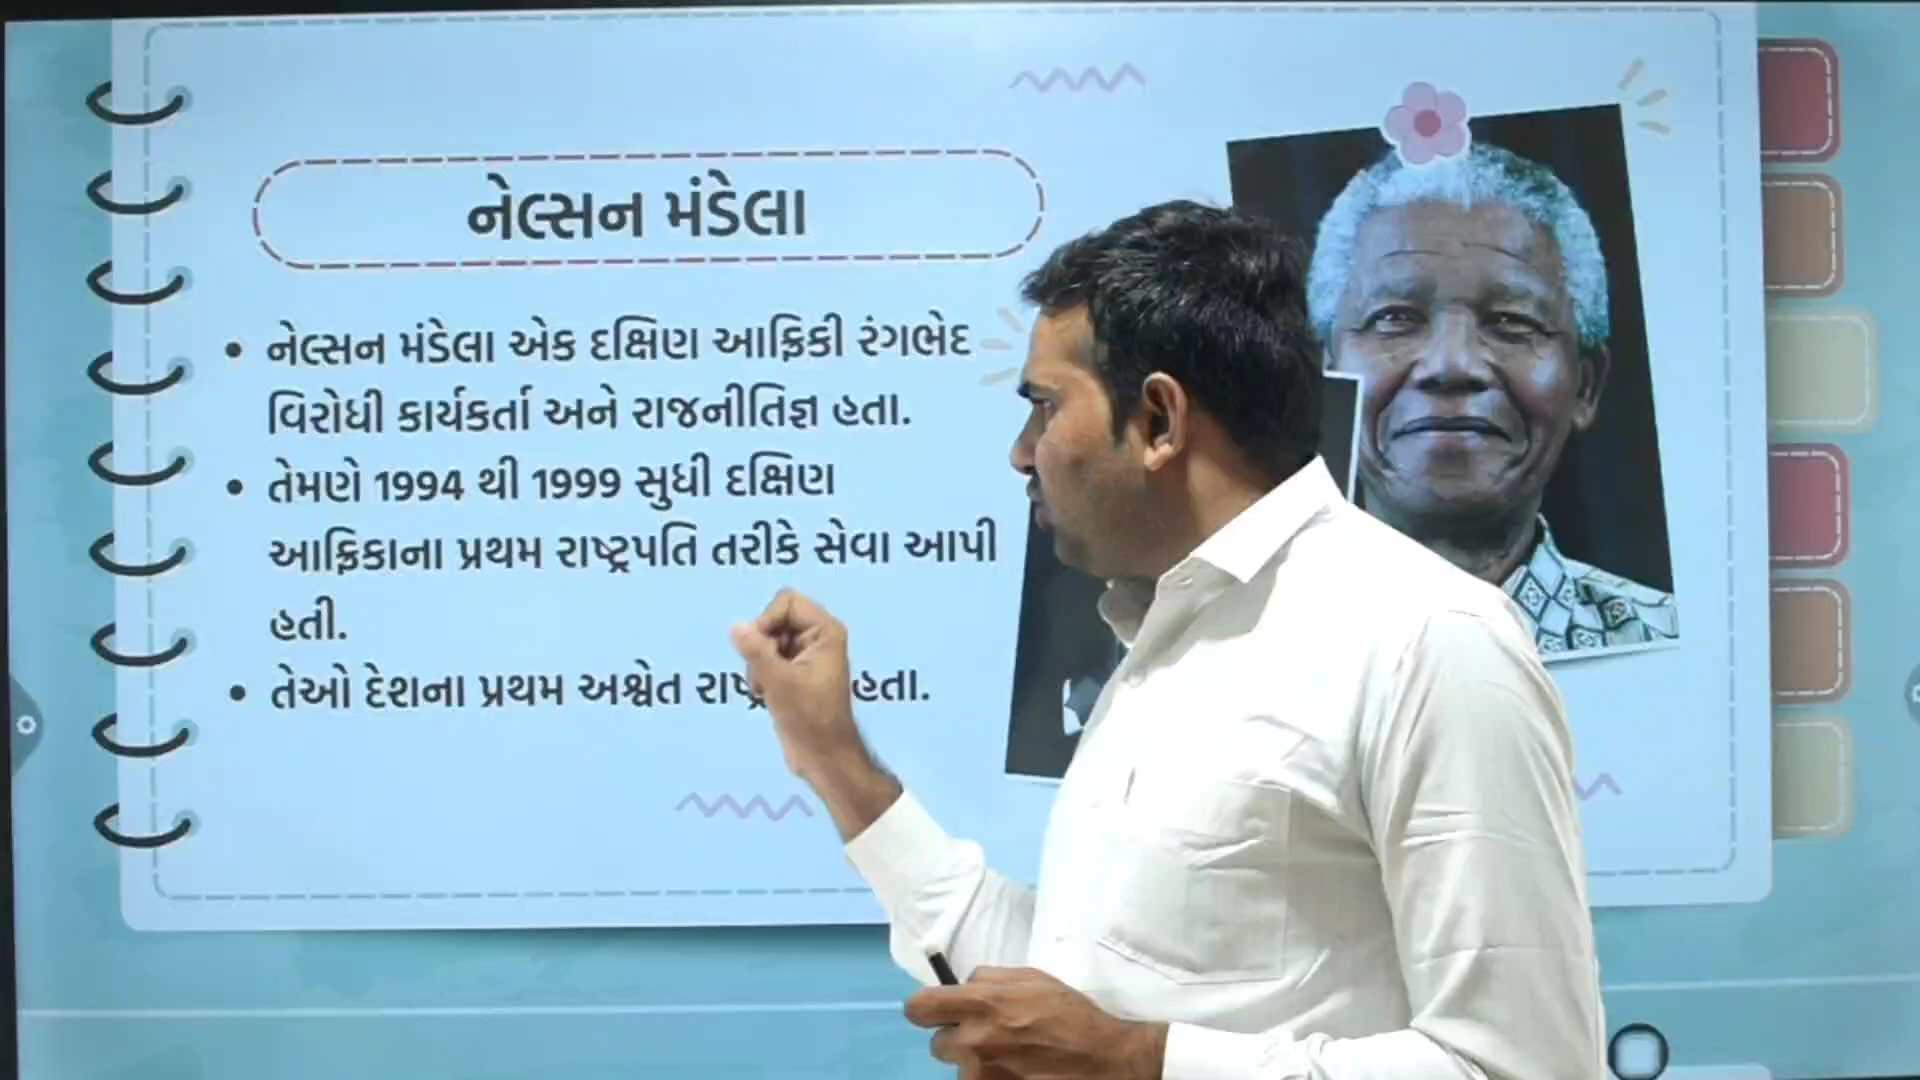 નેલ્સન મંડેલા
• નેલ્સન મંડેલા એક દક્ષિણ આફ્રિકી રંગભેદ
વિરોધી કાર્યકર્તા અને રાજનીતિજ્ઞ હતા.
• તેમણે 1994 થી 1999 સુધી દક્ષિણ
આફ્રિકાના પ્રથમ રાષ્ટ્રપતિ તરીકે સેવા આપી
હતી.
• તેઓ દેશના પ્રથમ અશ્વેત હતા.